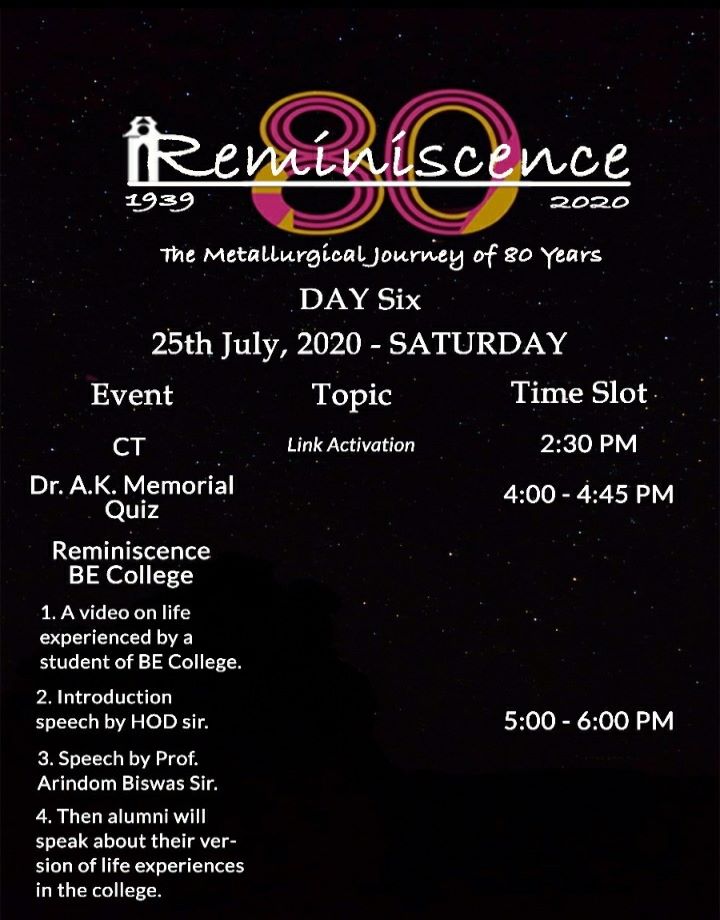 80
Reminiscence
1939
2020
The Metallurgical Journey of 80 Years
DAY Six
25th July, 2020 - SATURDAY
Event Topic Time Slot
CT Link Activation 2:30 PM
Dr. A.K. Memorial
Quiz
4:00 - 4:45 PM
Reminiscence
BE College
1. A video on life
experienced by a
student of BE College.
2. Introduction
speech by HOD sir.
5:00 - 6:00 PM
3. Speech by Prof.
Arindom Biswas Sir.
4. Then alumni will
speak about their ver-
sion of life experiences
in the college.